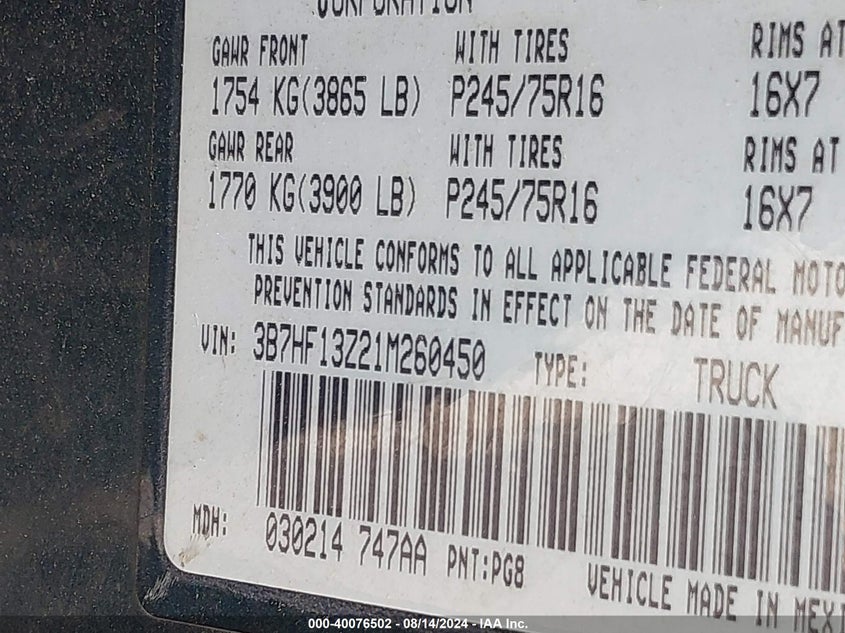 CORPORATION
GAWR FRONT WITH TIRES RIMS AT
1754 KG(3865 LB) P245/75R16 16X7
GAWR REAR WITH TIRES RIMS AT
1770 KG(3900 LB) P245/75R16 16X7
THIS VEHICLE CONFORMS TO ALL APPLICABLE FEDERAL MOTO
PREVENTION STANDARDS IN EFFECT ON THE DATE OF MANUF
VIN: 3B7HF13Z21M260450 TYPE: TRUCK
MDH: 030214 747AA PNT:PG8 VEHICLE MADE IN MEXI
000-40076502 - 08/14/2024 - IAA Inc.